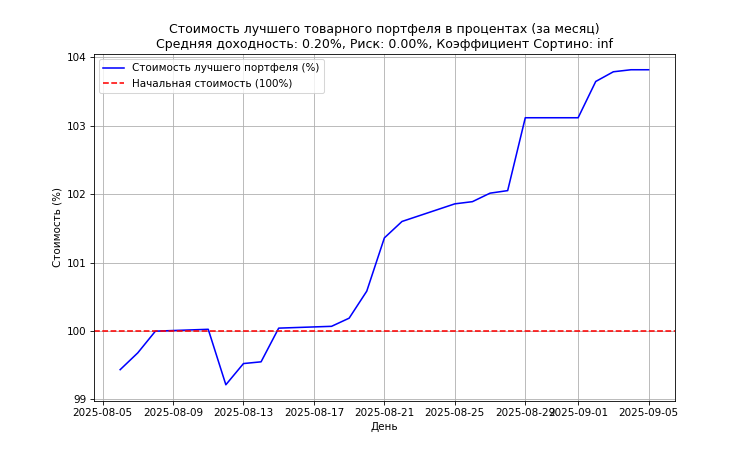 Стоимость лучшего товарного портфеля в процентах (за месяц)
Средняя доходность: 0.20%, Риск: 0.00%, Коэффициент Сортино: inf
Стоимость лучшего портфеля (%)
Начальная стоимость (100%)
Стоимость (%)
104
103
102
101
100
99
2025-08-05 2025-08-09 2025-08-13 2025-08-17 2025-08-21 2025-08-25 2025-08-29 2025-09-01 2025-09-05
День